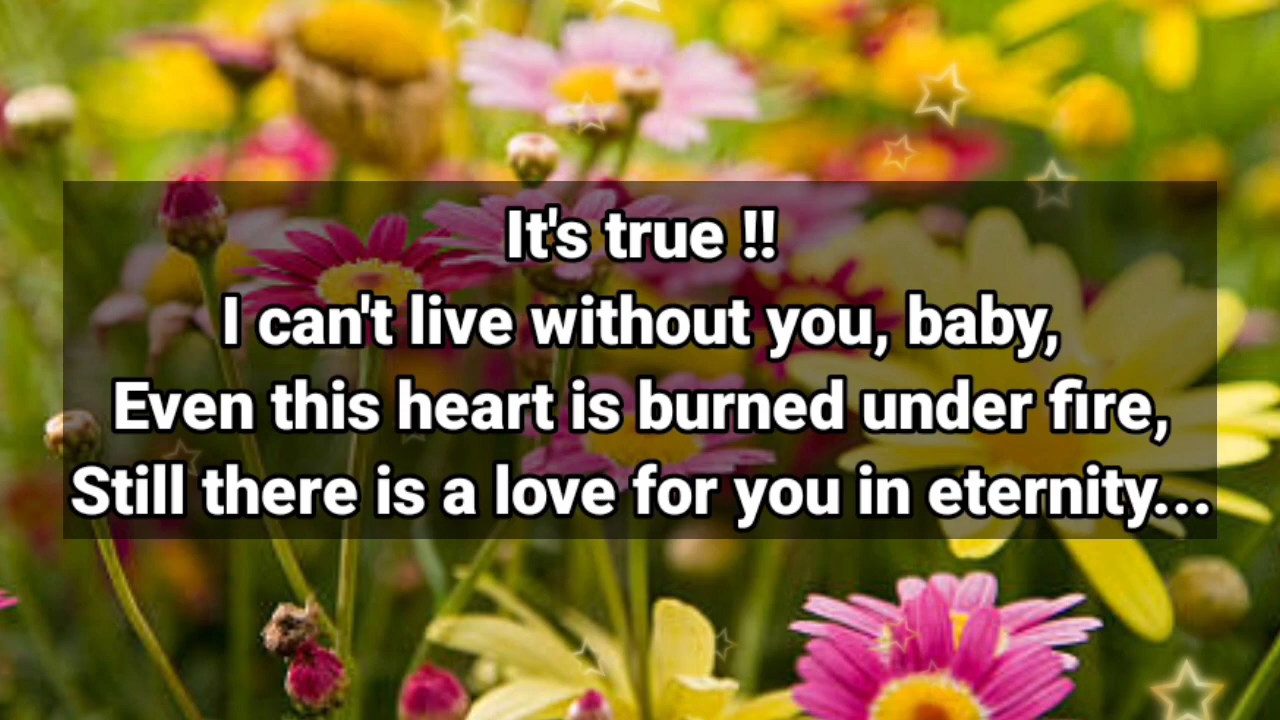 It's true !!
I can't live without you, baby,
Even this heart is burned under fire,
Still there is a love for you in eternity...